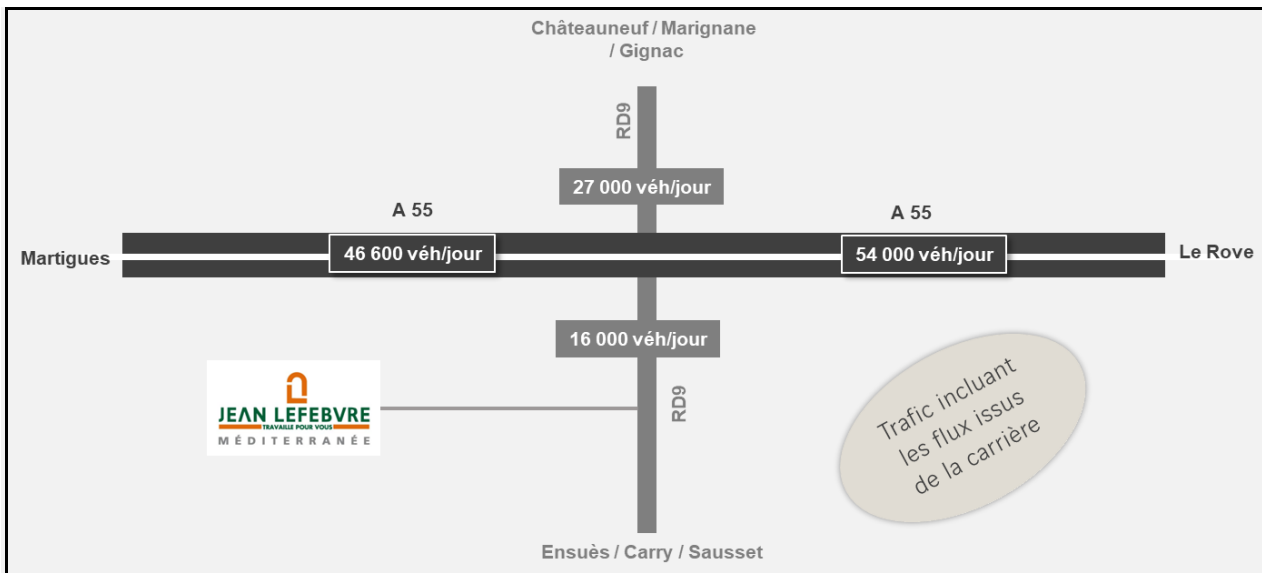 Châteauneuf / Marignane
/ Gignac
RD9
27 000 véh/jour
A 55
A 55
Martigues
46 600 véh/jour
54 000 véh/jour
Le Rove
16 000 véh/jour
JEAN LEFEBVRE
TRAVAILLE POUR VOUS
MÉDITERRANÉE
RD9
Trafic incluant
les flux issus
de la carrière
Ensuès / Carry / Sausset